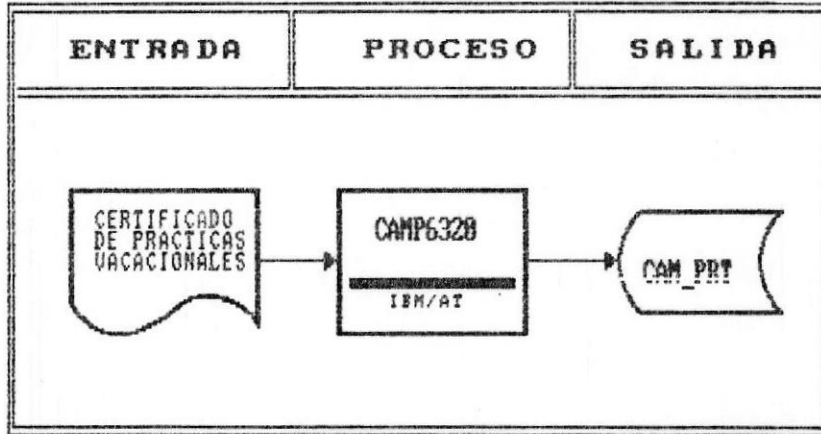 ENTRADA PROCESO SALIDA
CERTIFICADO
DE PRACTICAS
VACACIONALES
CAMP6320
IBM/AT
CAM_PRT